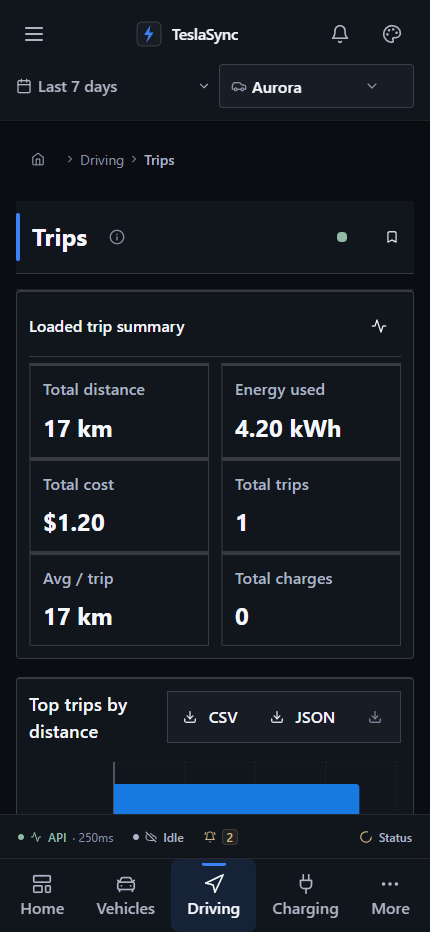 TeslaSync
Last 7 days
Aurora
Driving
Trips
Trips
Loaded trip summary
Total distance
17 km
Energy used
4.20 kWh
Total cost
$1.20
Total trips
1
Avg / trip
17 km
Total charges
0
Top trips by
distance
CSV
JSON
API · 250ms
Idle
2
Status
Home
Vehicles
Driving
Charging
More